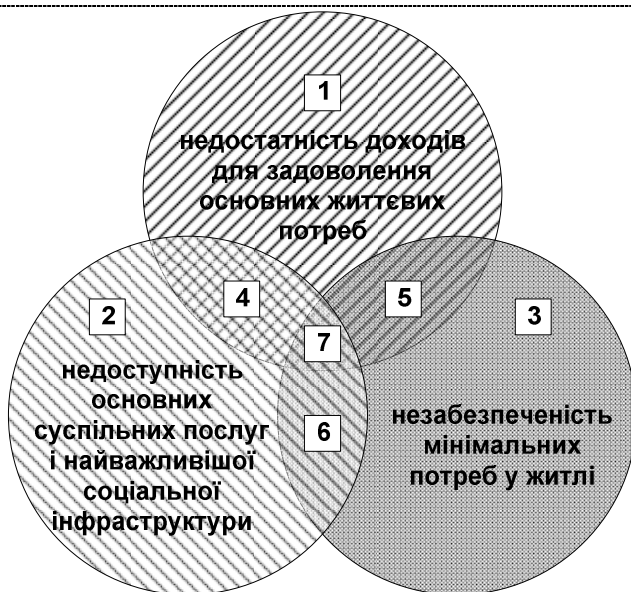 1
недостатність доходів
для задоволення
основних життєвих
потреб
4
5
2
3
7
недоступність
основних
суспільних послуг
і найважливішої
соціальної
інфраструктури
6
незабезпеченість
мінімальних
потреб у житлі